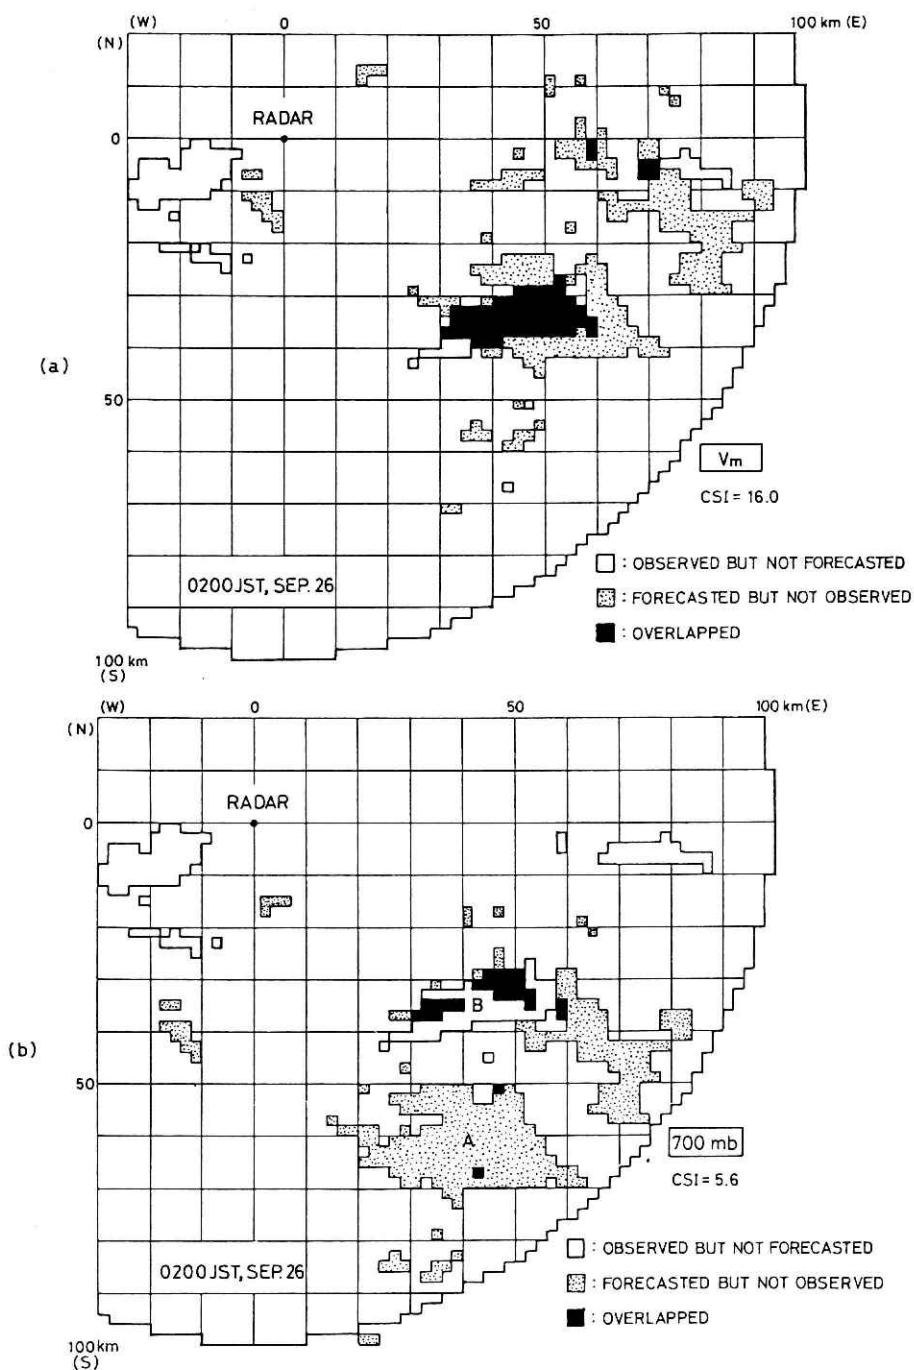 (W) 0 50 100 km (E)
(N)
RADAR
0
(a)
50
Vm
CSI = 16.0
: OBSERVED BUT NOT FORECASTED
0200 JST, SEP. 26
: FORECASTED BUT NOT OBSERVED
: OVERLAPPED
100 km
(S)
(W) 0 50 100 km (E)
(N)
RADAR
0
B
(b)
50
A
700 mb
CSI = 5.6
: OBSERVED BUT NOT FORECASTED
0200 JST, SEP. 26
: FORECASTED BUT NOT OBSERVED
: OVERLAPPED
100 km
(S)